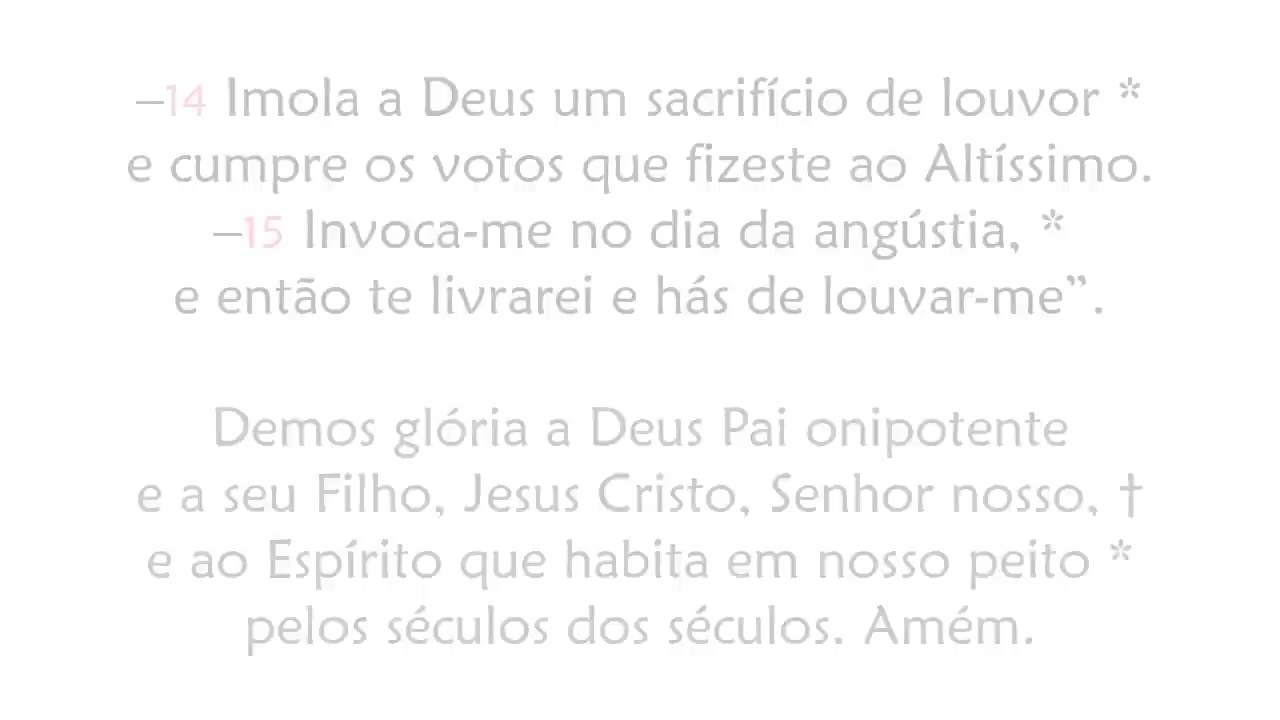 –14 Imola a Deus um sacrifício de louvor *
e cumpre os votos que fizeste ao Altíssimo.
–15 Invoca-me no dia da angústia, *
e então te livrarei e hás de louvar-me”.
Demos glória a Deus Pai onipotente
e a seu Filho, Jesus Cristo, Senhor nosso, †
e ao Espírito que habita em nosso peito *
pelos séculos dos séculos. Amém.